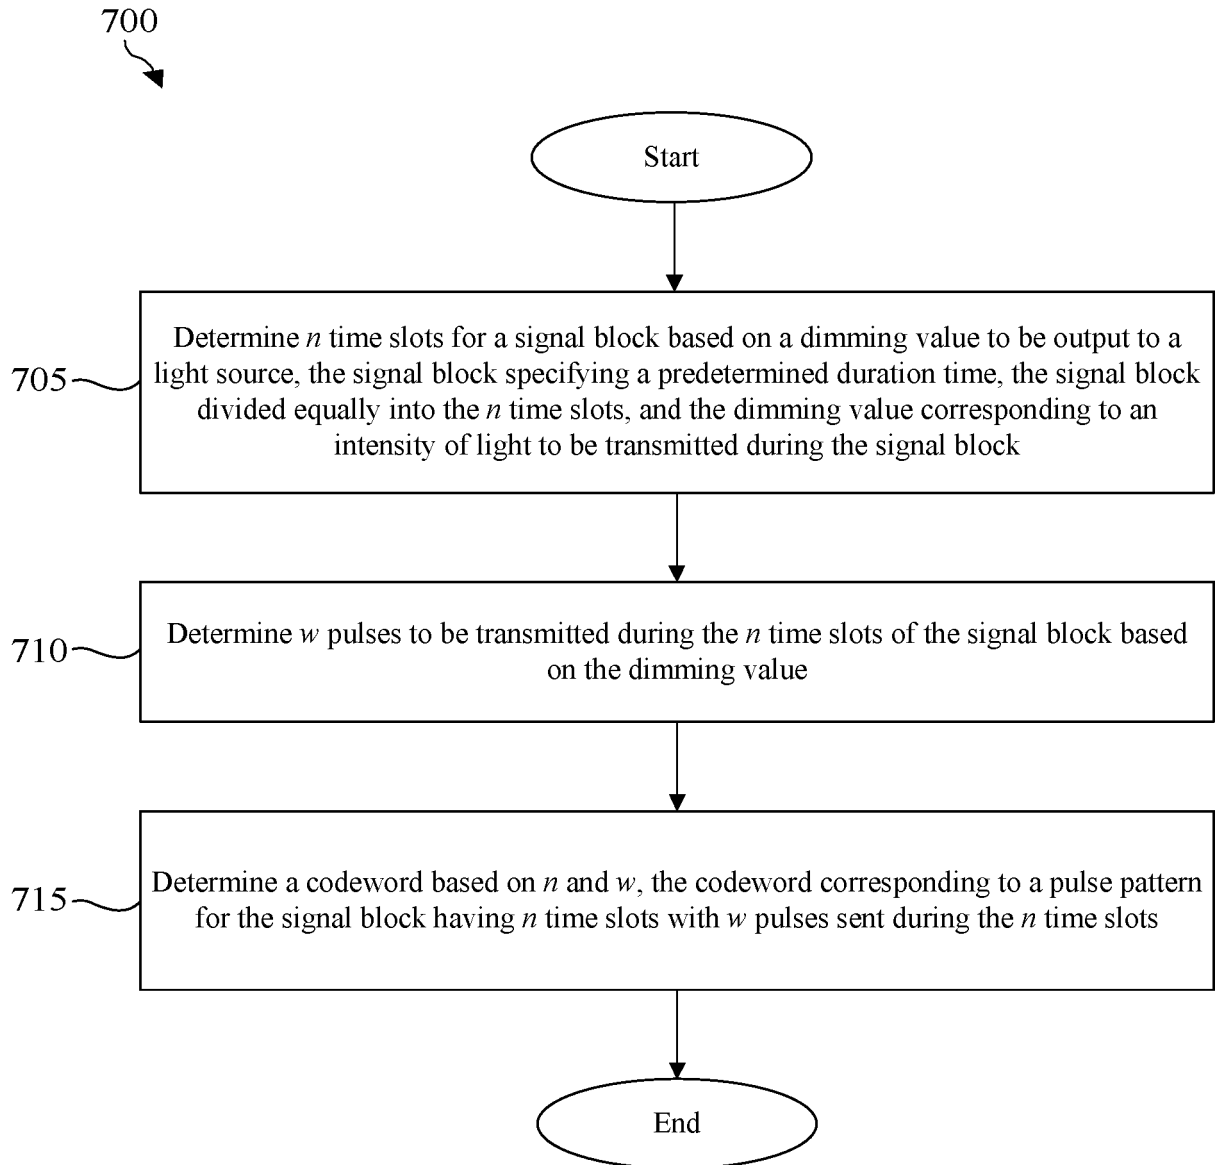 700
Start
705
Determine n time slots for a signal block based on a dimming value to be output to a
light source, the signal block specifying a predetermined duration time, the signal block
divided equally into the n time slots, and the dimming value corresponding to an
intensity of light to be transmitted during the signal block
710
Determine w pulses to be transmitted during the n time slots of the signal block based
on the dimming value
715
Determine a codeword based on n and w, the codeword corresponding to a pulse pattern
for the signal block having n time slots with w pulses sent during the n time slots
End